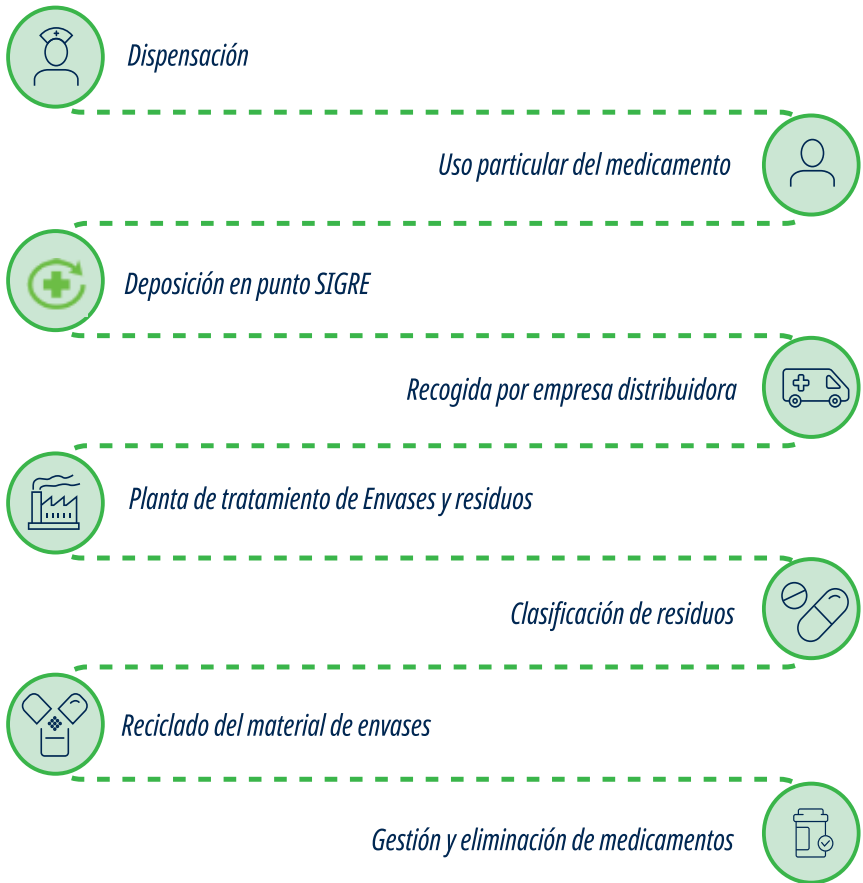 Dispensación
Uso particular del medicamento
Deposición en punto SIGRE
Recogida por empresa distribuidora
Planta de tratamiento de Envases y residuos
Clasificación de residuos
Reciclado del material de envases
Gestión y eliminación de medicamentos